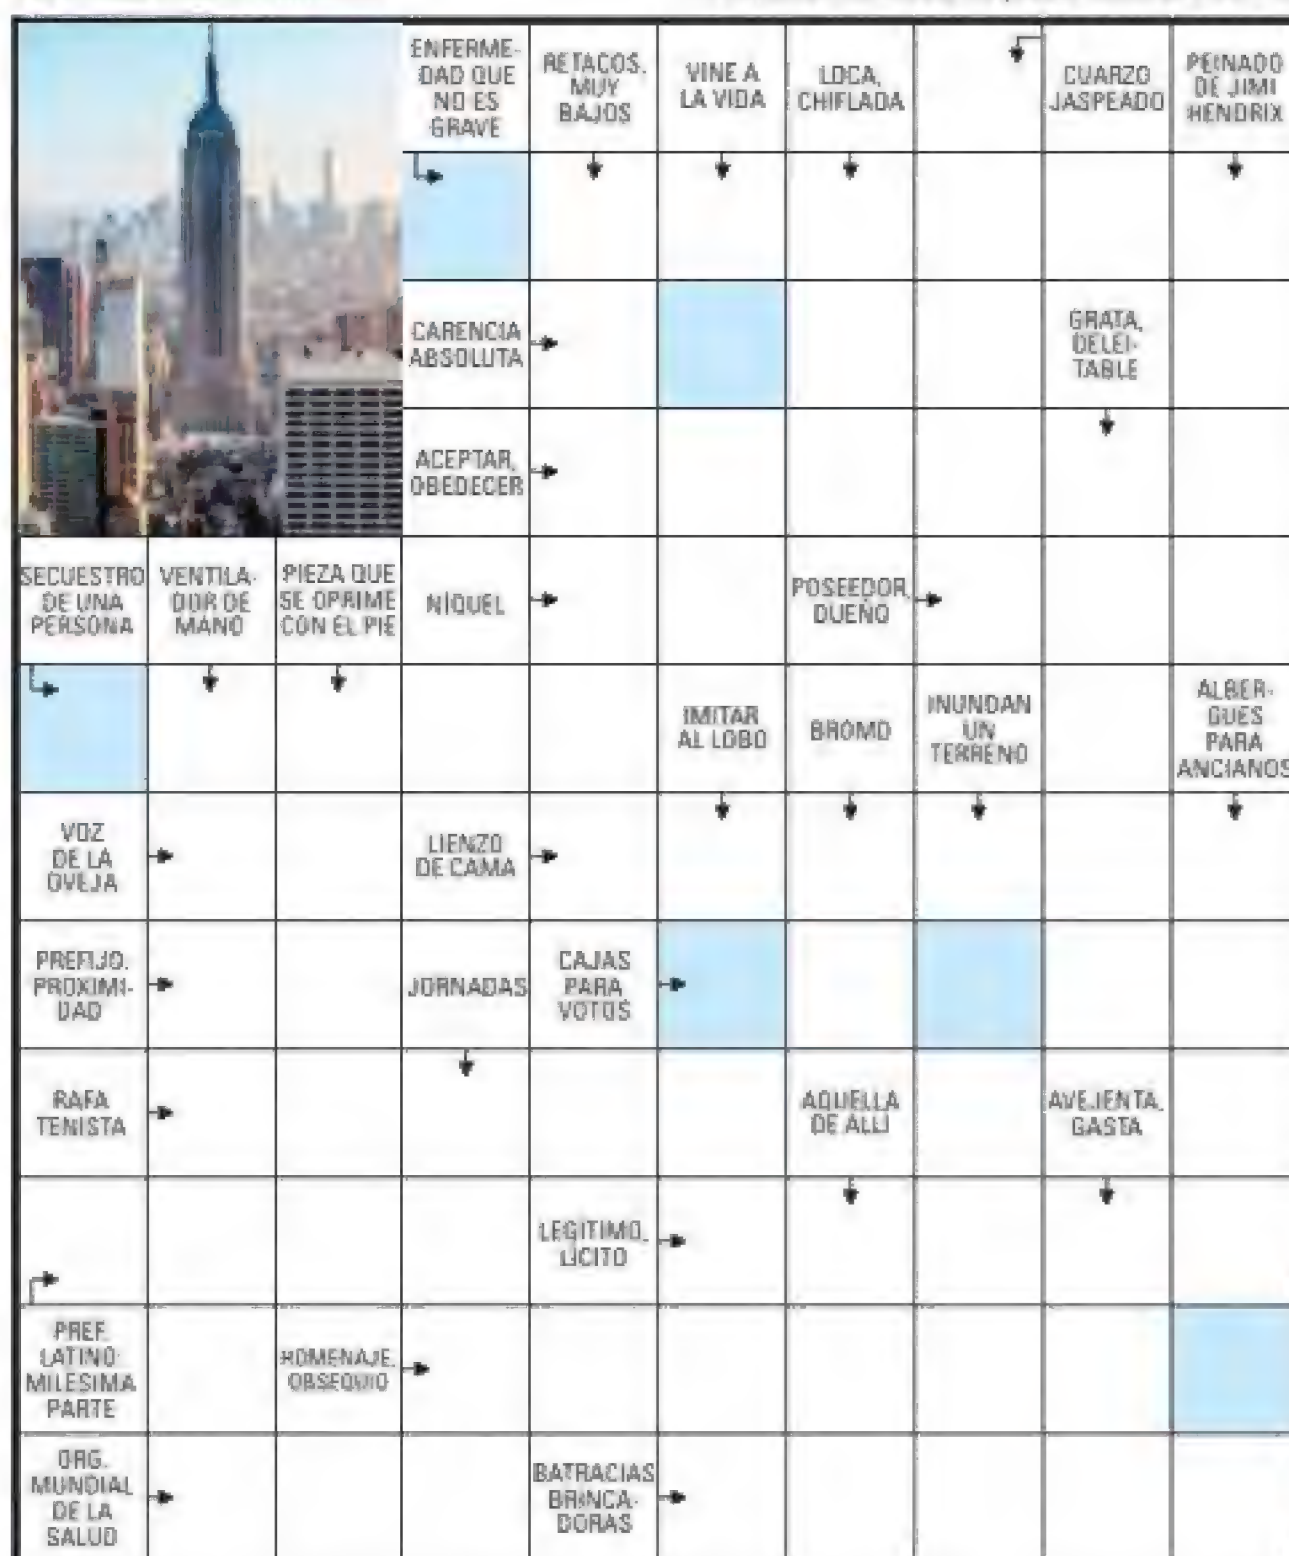 ENFERME-
DAD QUE
NO ES
GRAVE
RETACOS,
MUY
BAJOS
VINE A
LA VIDA
LOCA,
CHIFLADA
CUARZO
JASPEADO
PEINADO
DE JIMI
HENDRIX
CARENCIA
ABSOLUTA
GRATA,
DELEI-
TABLE
ACEPTAR,
OBEDECER
SECUESTRO
DE UNA
PERSONA
VENTILA-
DOR DE
MANO
PIEZA QUE
SE OPRIME
CON EL PIE
NÍQUEL
POSEEDOR,
DUEÑO
IMITAR
AL LOBO
BROMO
INUNDAN
UN
TERRENO
ALBER-
GUES
PARA
ANCIANOS
VOZ
DE LA
OVEJA
LIENZO
DE CAMA
PREFIJO:
PROXIMI-
DAD
JORNADAS
CAJAS
PARA
VOTOS
RAFA
TENISTA
AQUELLA
DE ALLÍ
AVEJENTA,
GASTA
LEGÍTIMO,
LÍCITO
PREF.
LATINO:
MILÉSIMA
PARTE
HOMENAJE,
OBSEQUIO
ORG.
MUNDIAL
DE LA
SALUD
BATRACIAS
BRINCA-
DORAS